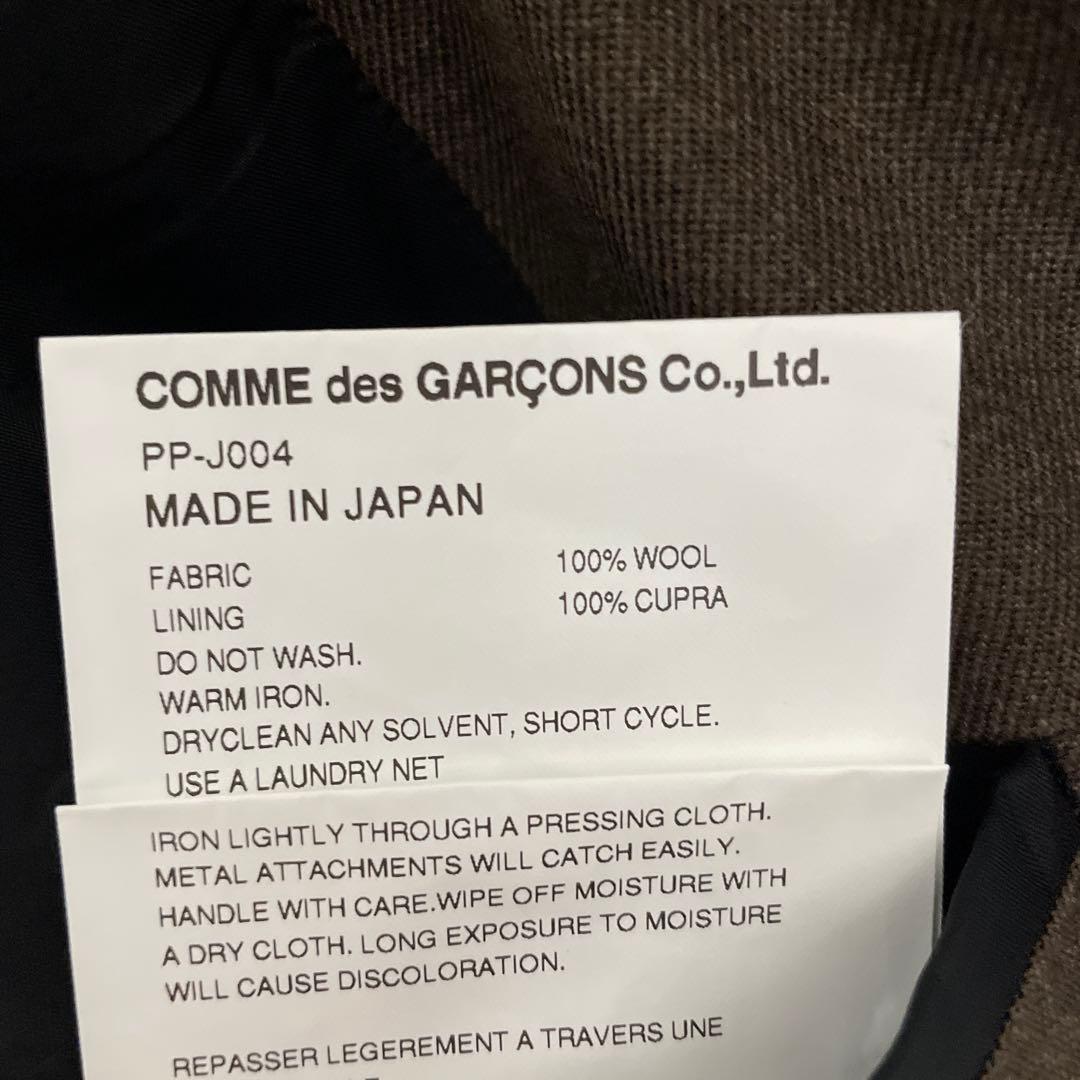 COMME des GARÇONS Co.,Ltd.
PP-J004
MADE IN JAPAN
FABRIC 100% WOOL
LINING 100% CUPRA
DO NOT WASH.
WARM IRON.
DRYCLEAN ANY SOLVENT, SHORT CYCLE.
USE A LAUNDRY NET
IRON LIGHTLY THROUGH A PRESSING CLOTH.
METAL ATTACHMENTS WILL CATCH EASILY.
HANDLE WITH CARE.WIPE OFF MOISTURE WITH
A DRY CLOTH. LONG EXPOSURE TO MOISTURE
WILL CAUSE DISCOLORATION.
REPASSER LEGEREMENT A TRAVERS UNE